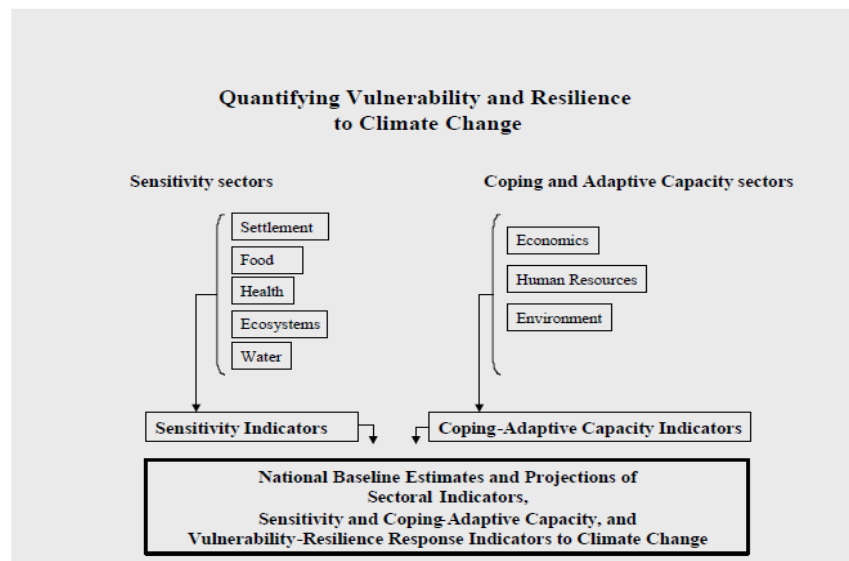 Quantifying Vulnerability and Resilience
to Climate Change
Sensitivity sectors
Settlement
Food
Health
Ecosystems
Water
Coping and Adaptive Capacity sectors
Economics
Human Resources
Environment
Sensitivity Indicators
Coping-Adaptive Capacity Indicators
National Baseline Estimates and Projections of
Sectoral Indicators,
Sensitivity and Coping-Adaptive Capacity, and
Vulnerability-Resilience Response Indicators to Climate Change